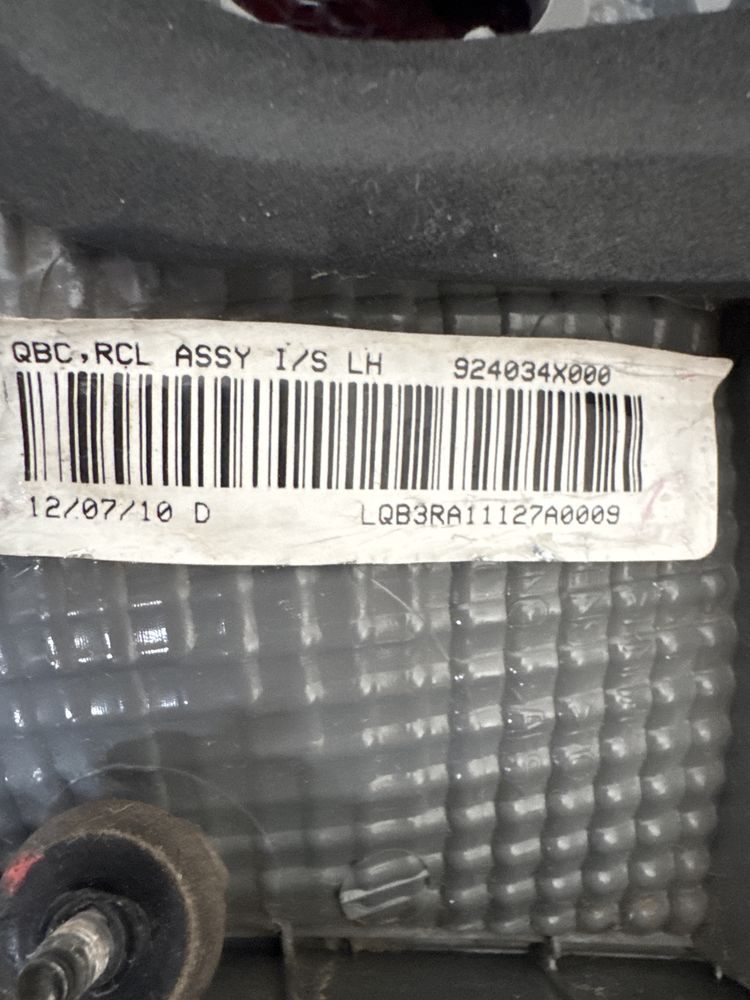 QBC,RCL ASSY I/S LH 924034X000
12/07/10 D LQB3RA11127A0009